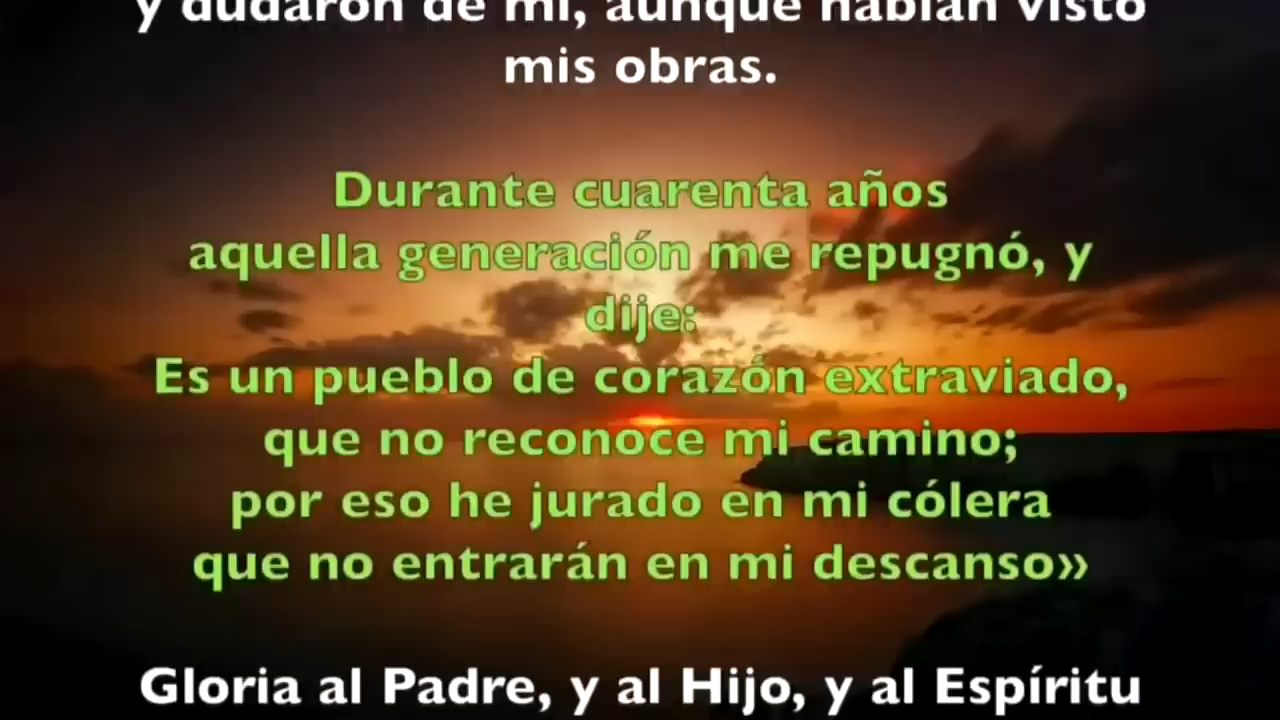 y dudaron de mí, aunque habían visto
mis obras.
Durante cuarenta años
aquella generación me repugnó, y
dije:
Es un pueblo de corazón extraviado,
que no reconoce mi camino;
por eso he jurado en mi cólera
que no entrarán en mi descanso»
Gloria al Padre, y al Hijo, y al Espíritu